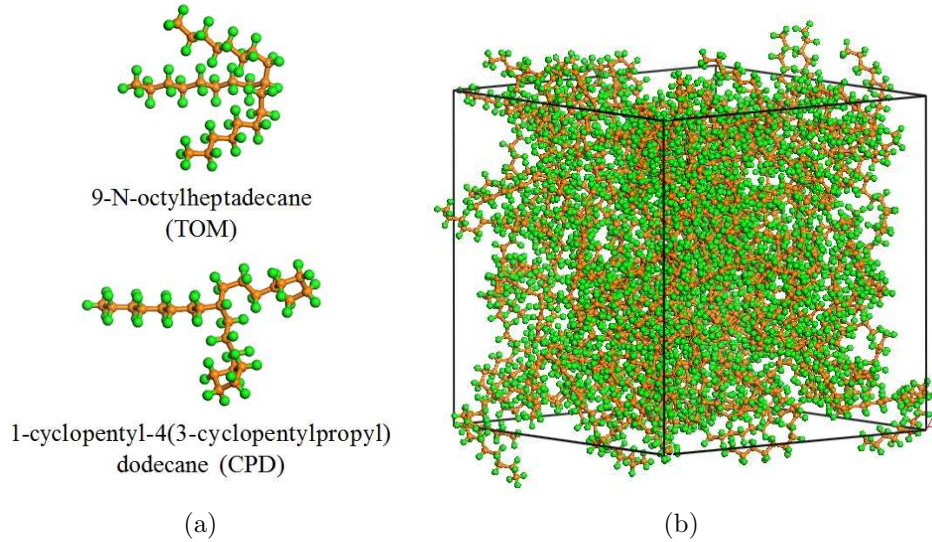 9-N-octylheptadecane
(TOM)
1-cyclopentyl-4(3-cyclopentylpropyl)
dodecane (CPD)
(a)
(b)